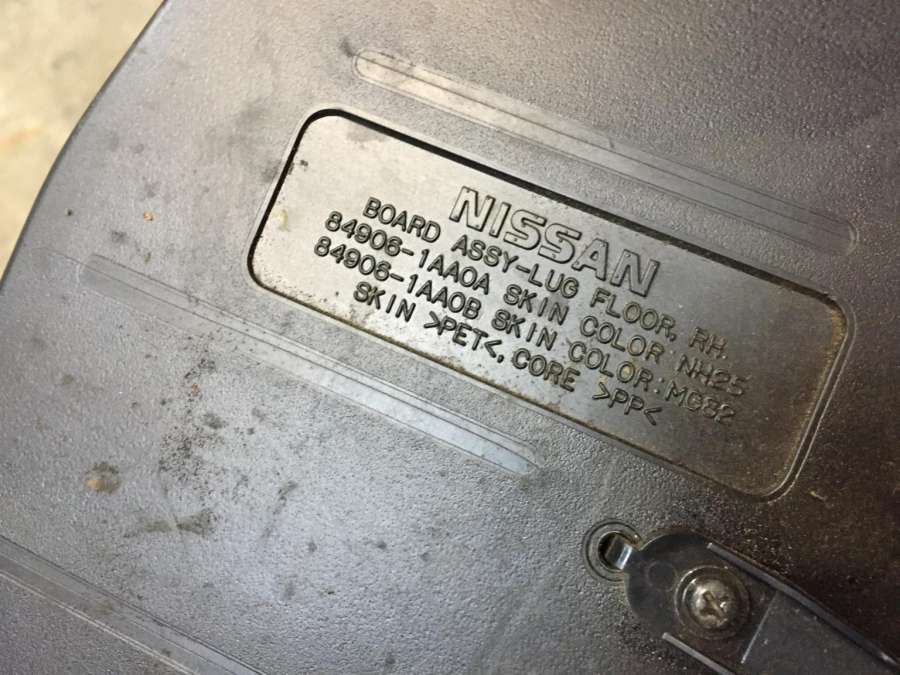 NISSAN
BOARD ASSY-LUG FLOOR, RH.
84906-1AA0A SKIN COLOR:NH25
84906-1AA0B SKIN COLOR:MG82
SKIN >PET<, CORE >PP<